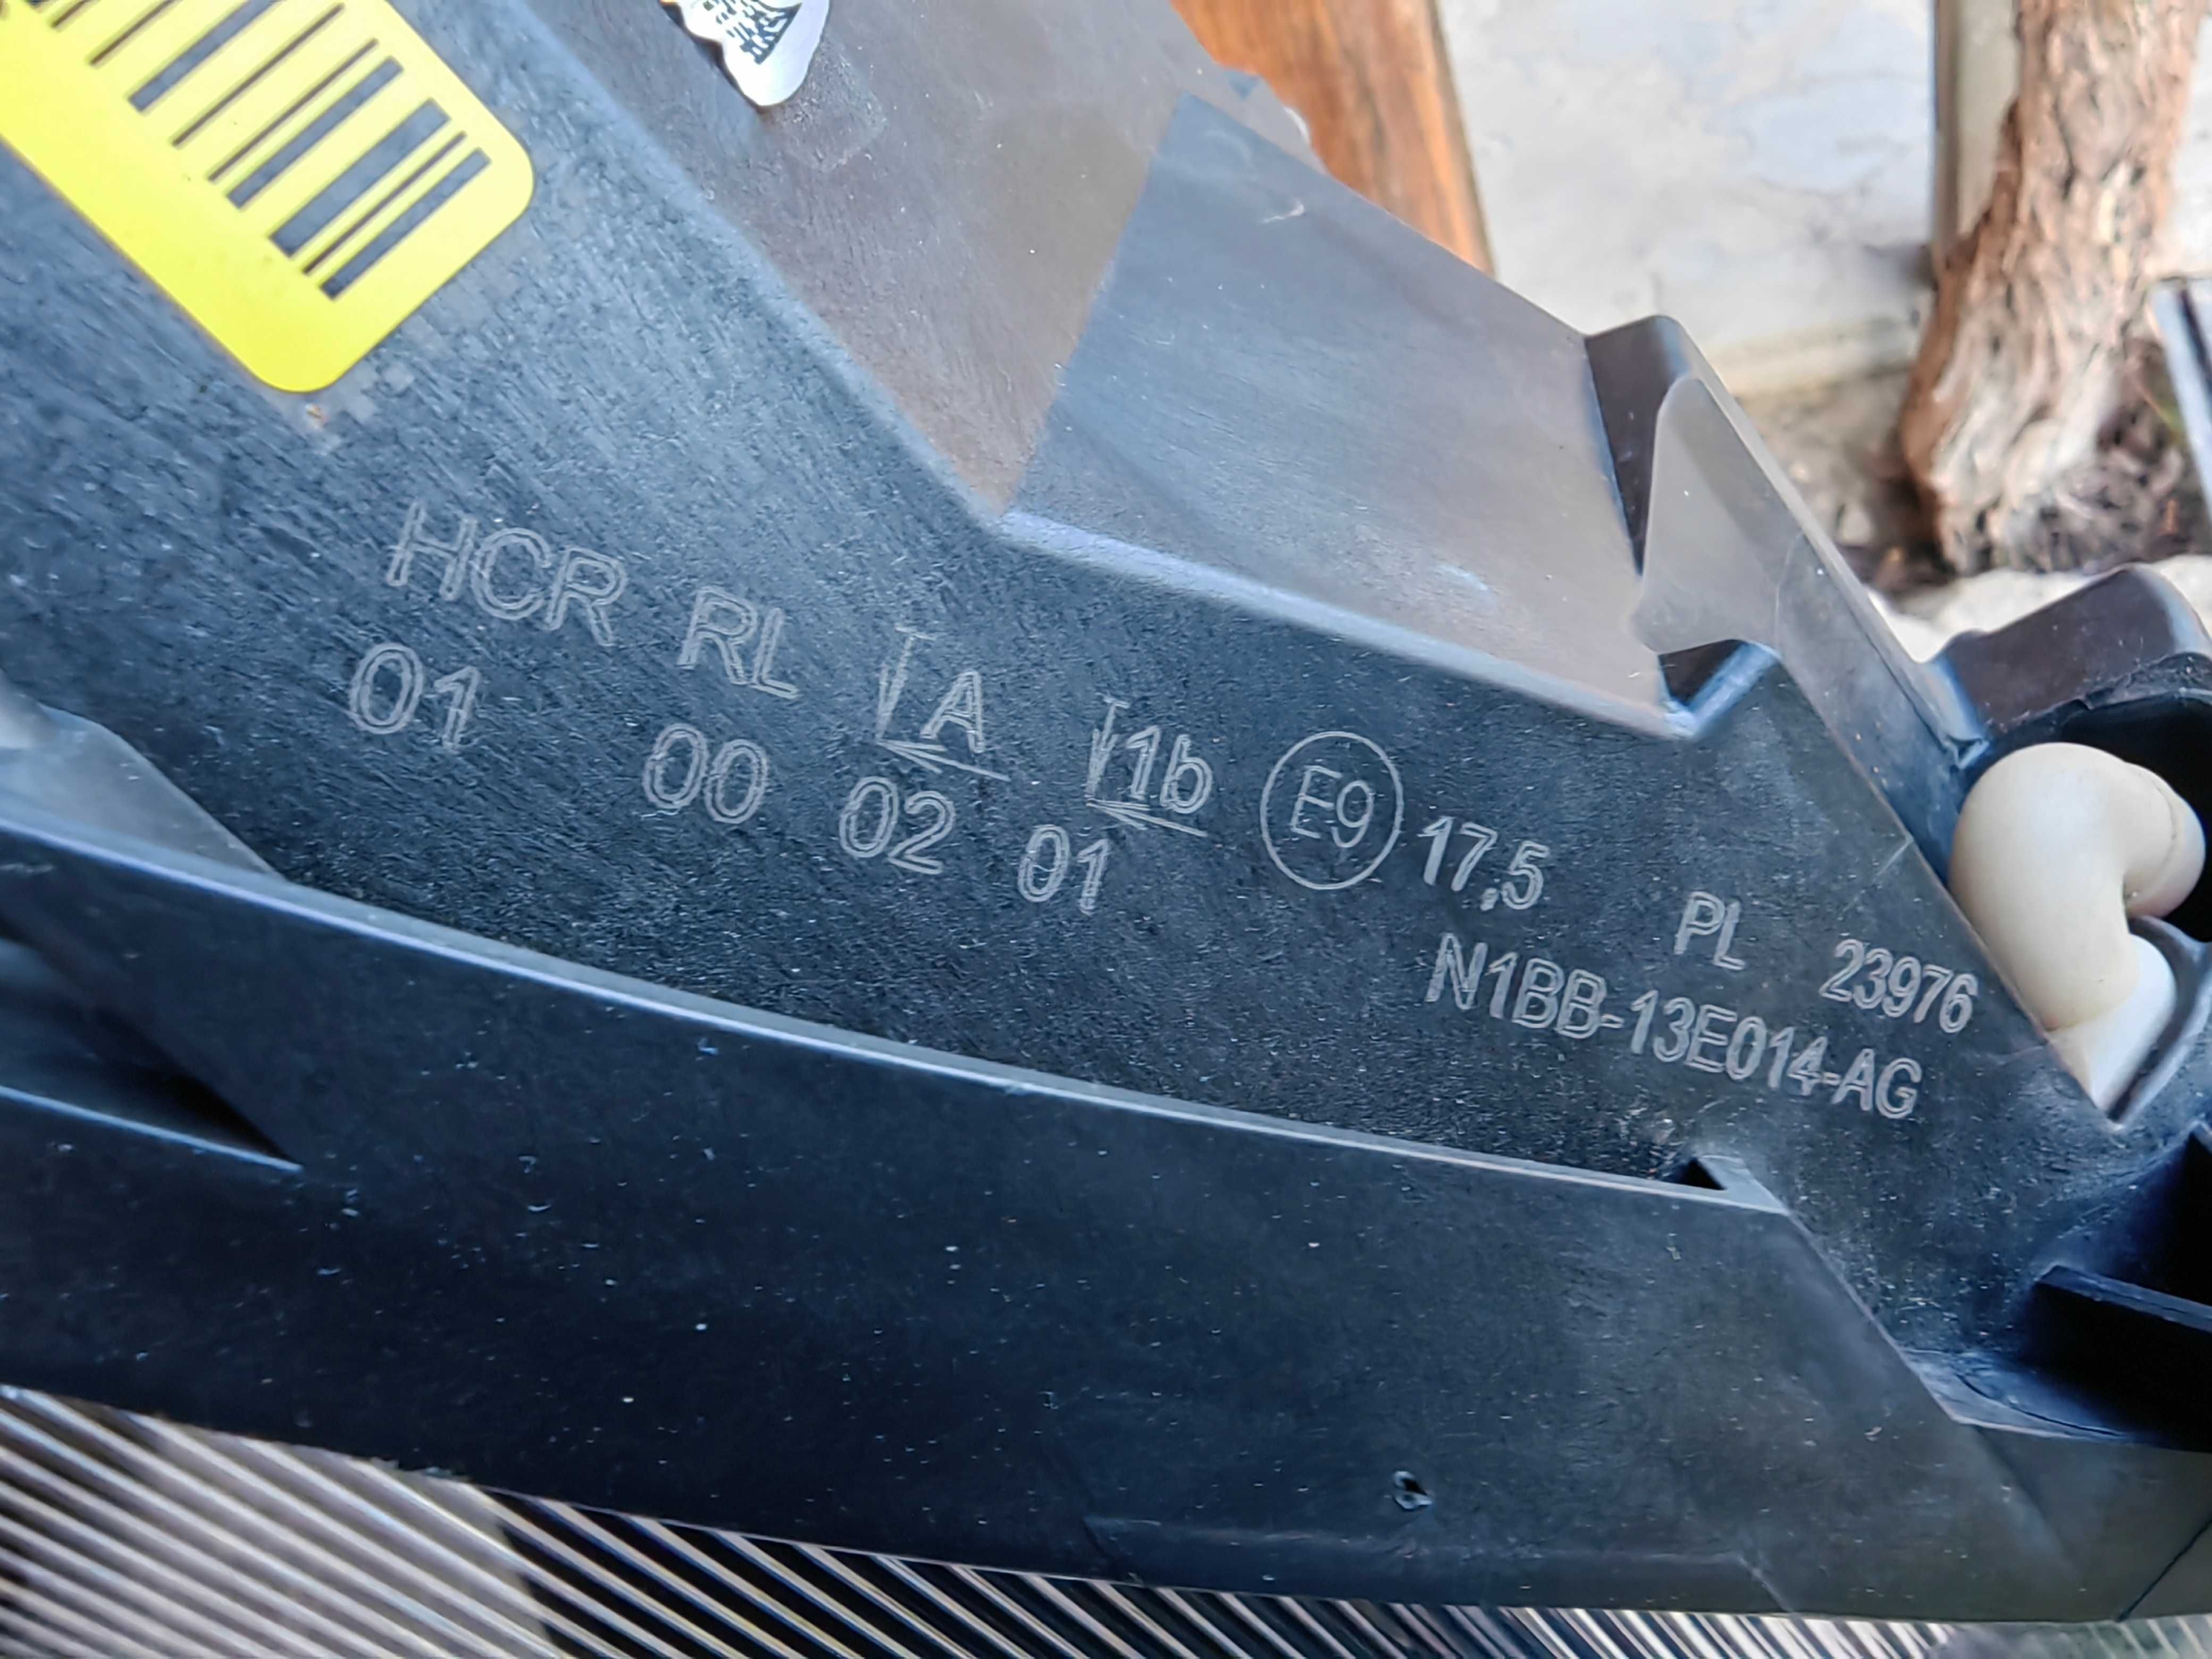 HCR RL A 1b E9 17,5 PL 23976
01 00 02 01 N1BB-13E014-AG